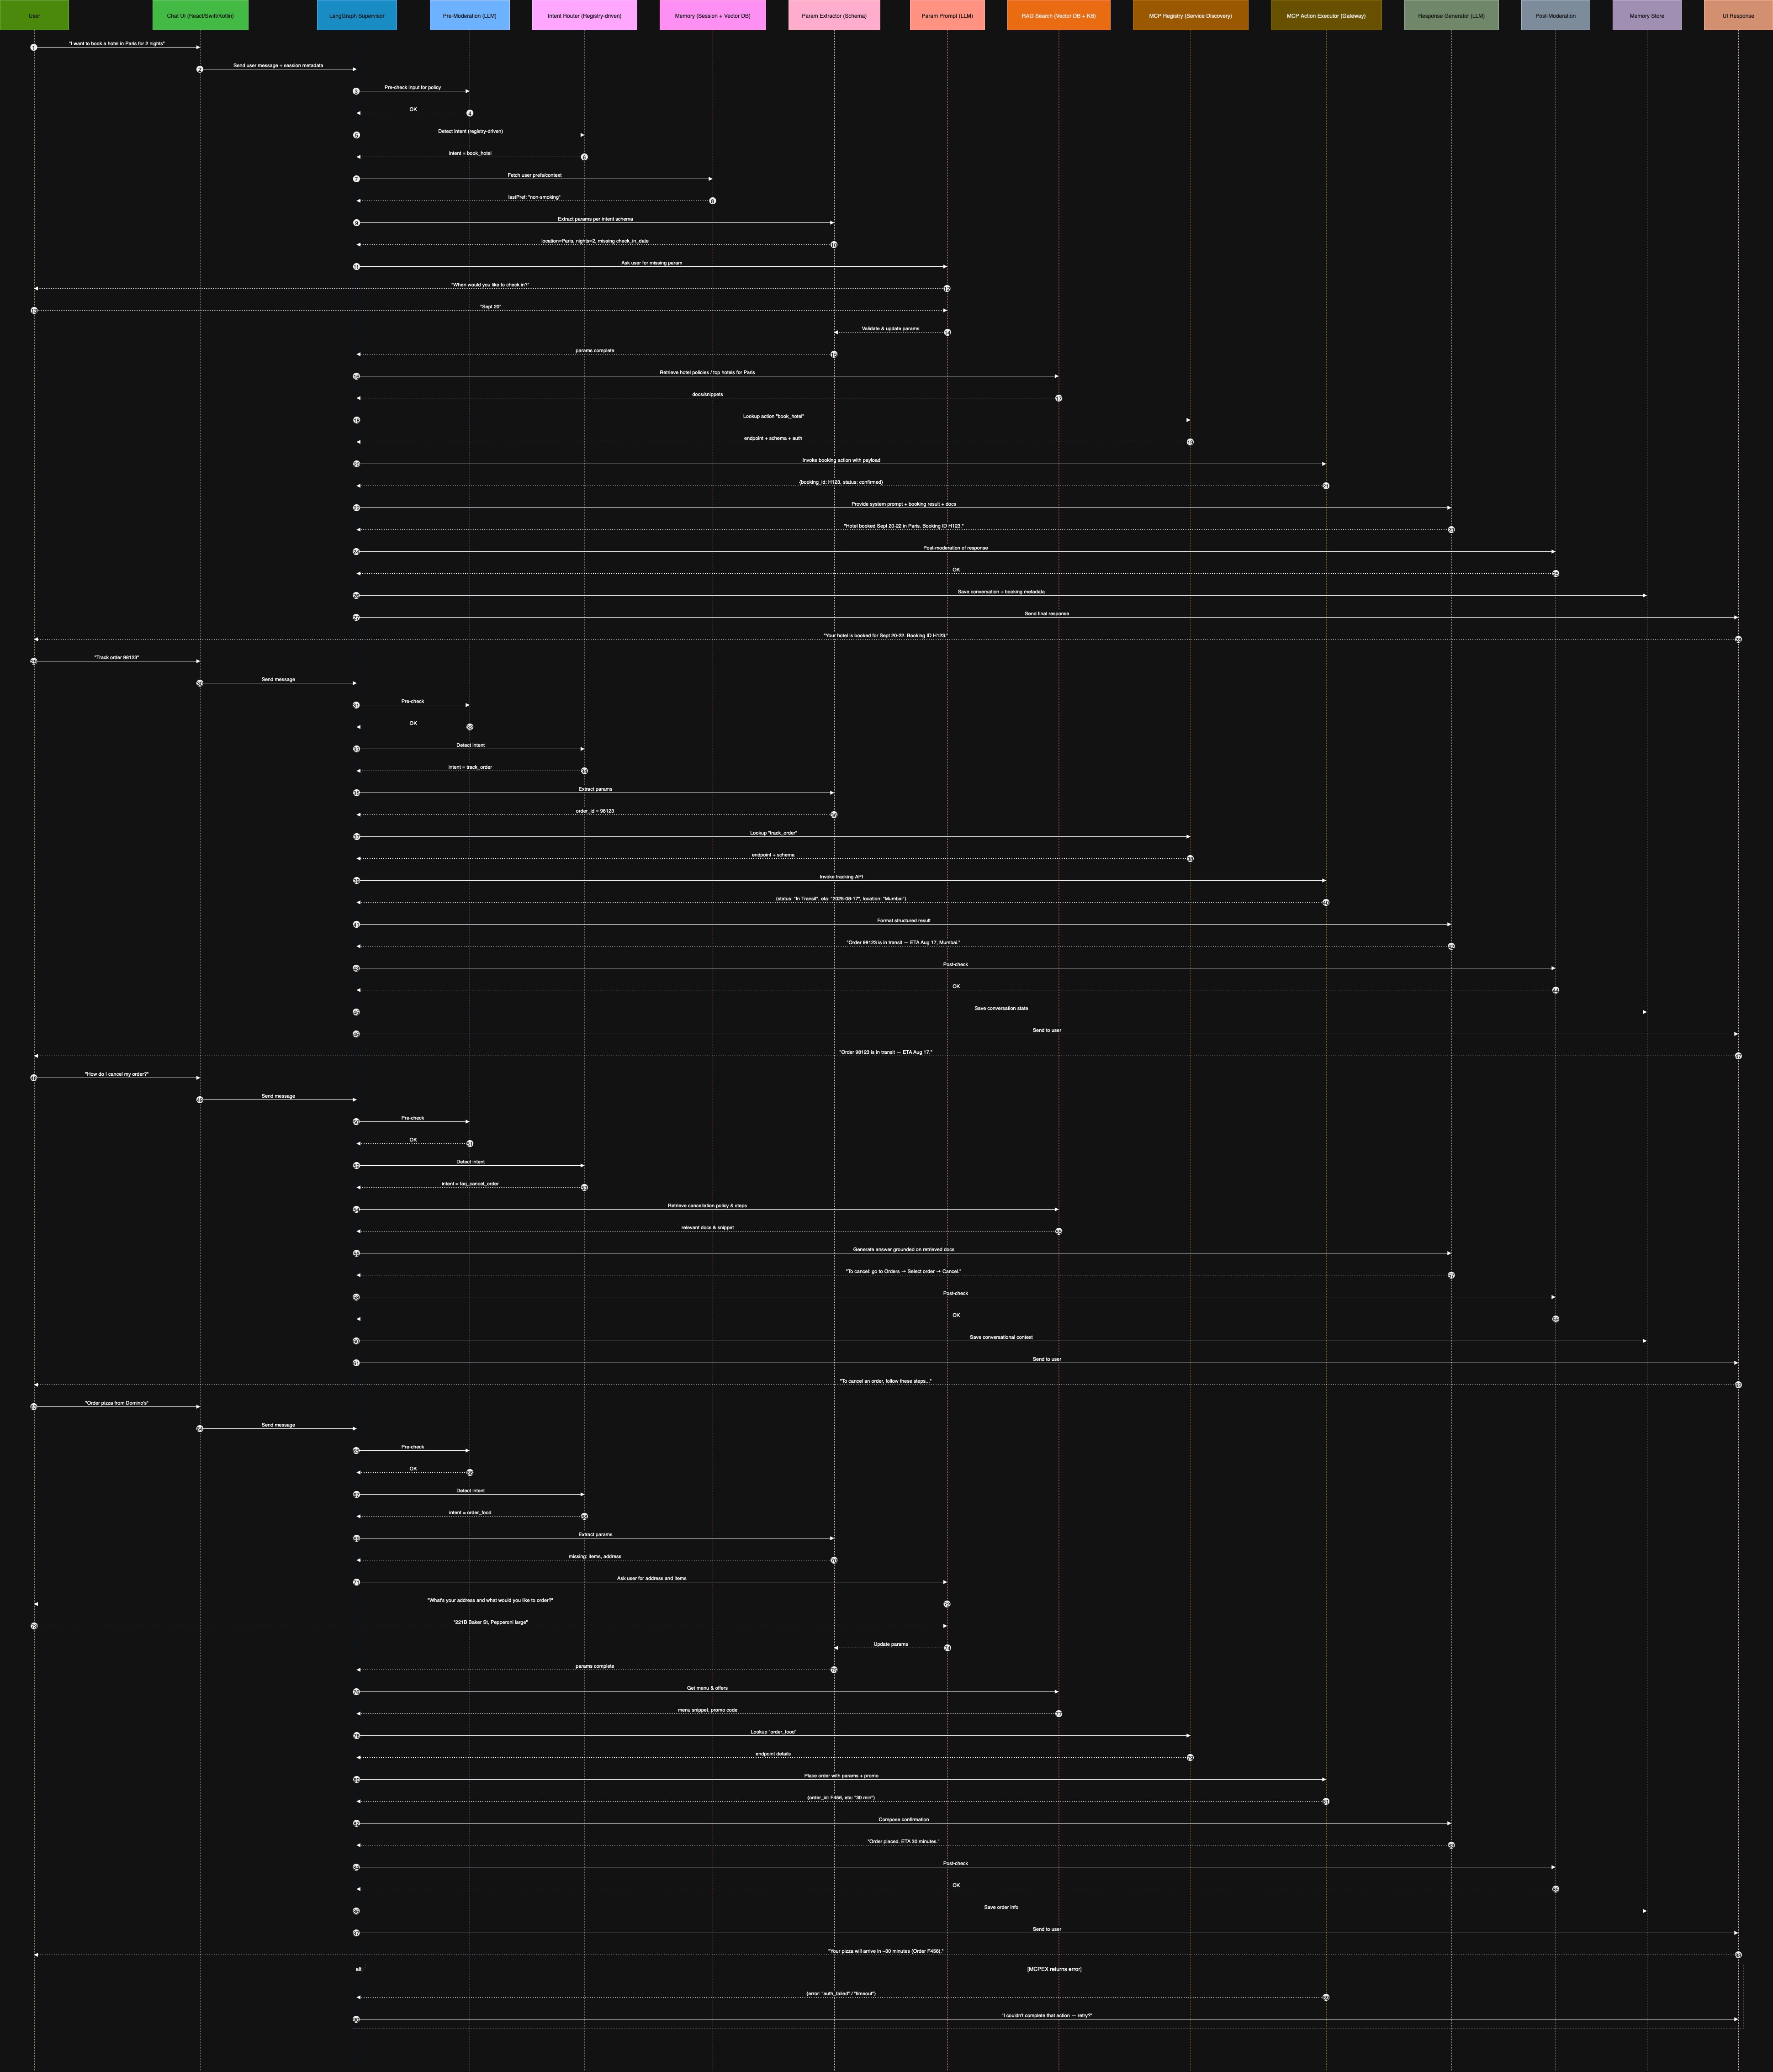 User
Chat UI (React/Swift/Kotlin)
LangGraph Supervisor
Pre-Moderation (LLM)
Intent Router (Registry-driven)
Memory (Session + Vector DB)
Param Extractor (Schema)
Param Prompt (LLM)
RAG Search (Vector DB + KB)
MCP Registry (Service Discovery)
MCP Action Executor (Gateway)
Response Generator (LLM)
Post-Moderation
Memory Store
UI Response
1 "I want to book a hotel in Paris for 2 nights"
2 Send user message + session metadata
3 Pre-check input for policy
OK 4
5 Detect intent (registry-driven)
intent = book_hotel 6
7 Fetch user prefs/context
lastPref: "non-smoking" 8
9 Extract params per intent schema
location=Paris, nights=2, missing check_in_date 10
11 Ask user for missing param
"When would you like to check in?" 12
13 "Sept 20"
Validate & update params 14
params complete 15
16 Retrieve hotel policies / top hotels for Paris
docs/snippets 17
18 Lookup action "book_hotel"
endpoint + schema + auth 19
20 Invoke booking action with payload
{booking_id: H123, status: confirmed} 21
22 Provide system prompt + booking result + docs
"Hotel booked Sept 20-22 in Paris. Booking ID H123." 23
24 Post-moderation of response
OK 25
26 Save conversation + booking metadata
27 Send final response
"Your hotel is booked for Sept 20-22. Booking ID H123." 28
29 "Track order 98123"
30 Send message
31 Pre-check
OK 32
33 Detect intent
intent = track_order 34
35 Extract params
order_id = 98123 36
37 Lookup "track_order"
endpoint + schema 38
39 Invoke tracking API
{status: "In Transit", eta: "2025-08-17", location: "Mumbai"} 40
41 Format structured result
"Order 98123 is in transit — ETA Aug 17, Mumbai." 42
43 Post-check
OK 44
45 Save conversation state
46 Send to user
"Order 98123 is in transit — ETA Aug 17." 47
48 "How do I cancel my order?"
49 Send message
50 Pre-check
OK 51
52 Detect intent
intent = faq_cancel_order 53
54 Retrieve cancellation policy & steps
relevant docs & snippet 55
56 Generate answer grounded on retrieved docs
"To cancel: go to Orders → Select order → Cancel." 57
58 Post-check
OK 59
60 Save conversational context
61 Send to user
"To cancel an order, follow these steps..." 62
63 "Order pizza from Domino's"
64 Send message
65 Pre-check
OK 66
67 Detect intent
intent = order_food 68
69 Extract params
missing: items, address 70
71 Ask user for address and items
"What's your address and what would you like to order?" 72
73 "221B Baker St, Pepperoni large"
Update params 74
params complete 75
76 Get menu & offers
menu snippet, promo code 77
78 Lookup "order_food"
endpoint details 79
80 Place order with params + promo
{order_id: F456, eta: "30 min"} 81
82 Compose confirmation
"Order placed. ETA 30 minutes." 83
84 Post-check
OK 85
86 Save order info
87 Send to user
"Your pizza will arrive in ~30 minutes (Order F456)." 88
alt [MCPEX returns error]
{error: "auth_failed" / "timeout"} 89
90 "I couldn't complete that action — retry?"